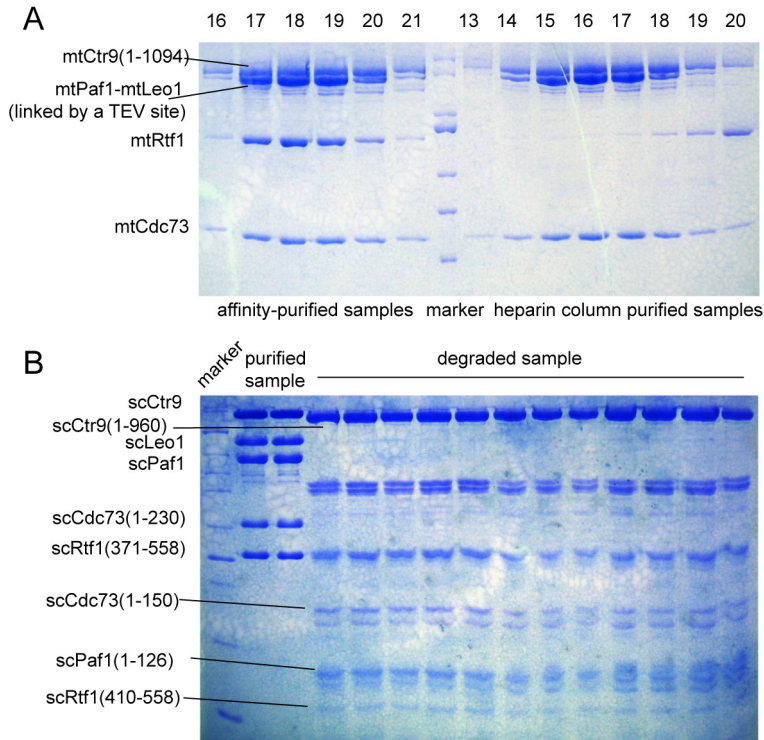 A
16 17 18 19 20 21 13 14 15 16 17 18 19 20
mtCtr9(1-1094)
mtPaf1-mtLeo1
(linked by a TEV site)
mtRtf1
mtCdc73
affinity-purified samples marker heparin column purified samples
B
marker
purified
sample
degraded sample
scCtr9
scCtr9(1-960)
scLeo1
scPaf1
scCdc73(1-230)
scRtf1(371-558)
scCdc73(1-150)
scPaf1(1-126)
scRtf1(410-558)